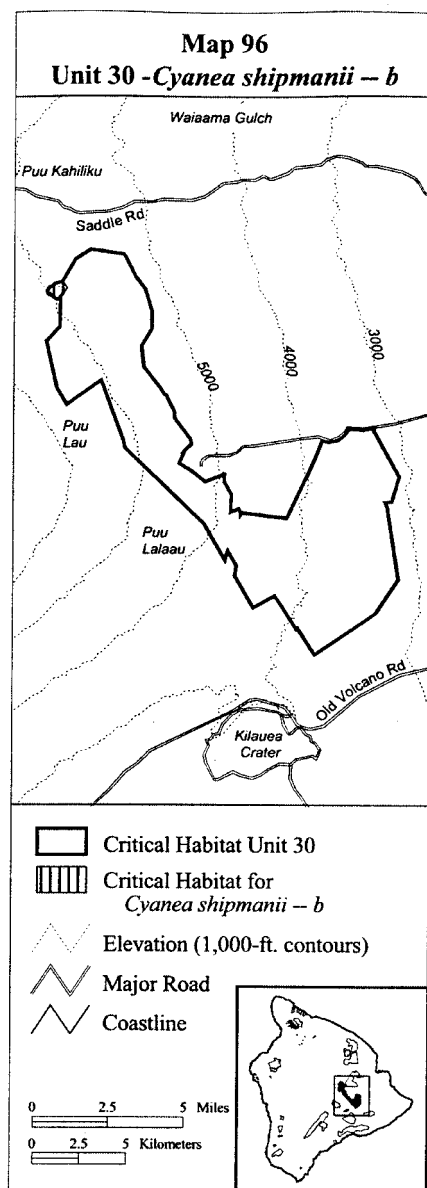 Map 96
Unit 30 -Cyanea shipmanii -- b
Waiaama Gulch
Puu Kahiliku
Saddle Rd
5000
4000
3000
Puu
Lau
Puu
Lalaau
Old Volcano Rd
Kilauea
Crater
Critical Habitat Unit 30
Critical Habitat for
Cyanea shipmanii -- b
Elevation (1,000-ft. contours)
Major Road
Coastline
0 2.5 5 Miles
0 2.5 5 Kilometers